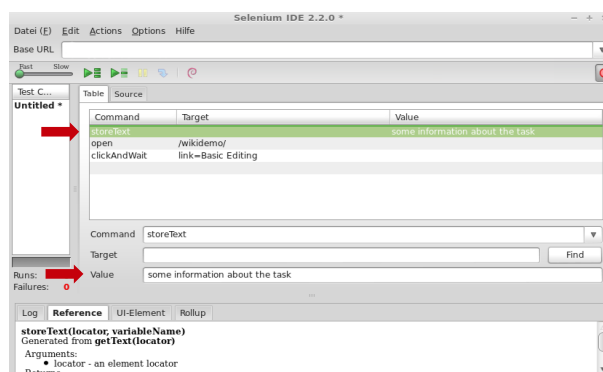 Selenium IDE 2.2.0 *
Datei (F) Edit Actions Options Hilfe
Base URL
Fast Slow
Test C... Table Source
Untitled *
Command Target Value
storeText some information about the task
open /wikidemo/
clickAndWait link=Basic Editing
Command storeText
Target Find
Runs:
Value some information about the task
Failures: 0
Log Reference UI-Element Rollup
storeText(locator, variableName)
Generated from getText(locator)
Arguments:
• locator - an element locator